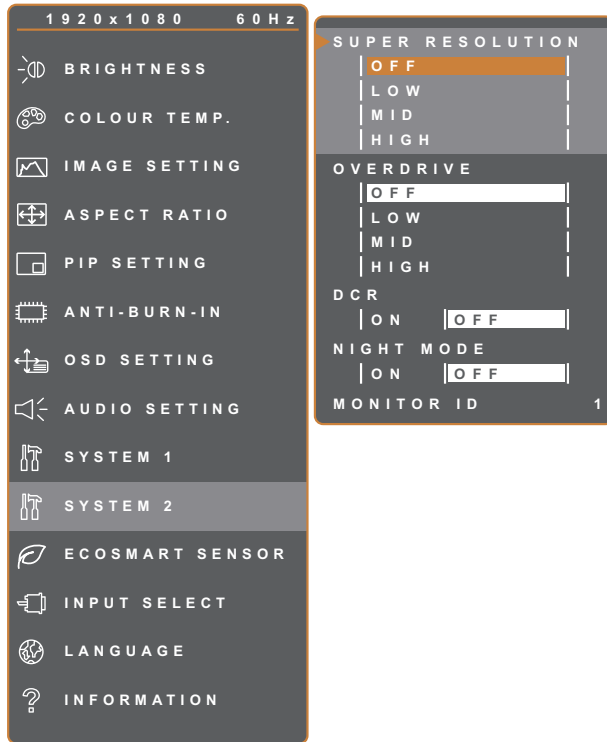 1920x1080 60Hz
BRIGHTNESS
COLOUR TEMP.
IMAGE SETTING
ASPECT RATIO
PIP SETTING
ANTI-BURN-IN
OSD SETTING
AUDIO SETTING
SYSTEM 1
SYSTEM 2
ECOSMART SENSOR
INPUT SELECT
LANGUAGE
INFORMATION
SUPER RESOLUTION
OFF
LOW
MID
HIGH
OVERDRIVE
OFF
LOW
MID
HIGH
DCR
ON OFF
NIGHT MODE
ON OFF
MONITOR ID 1